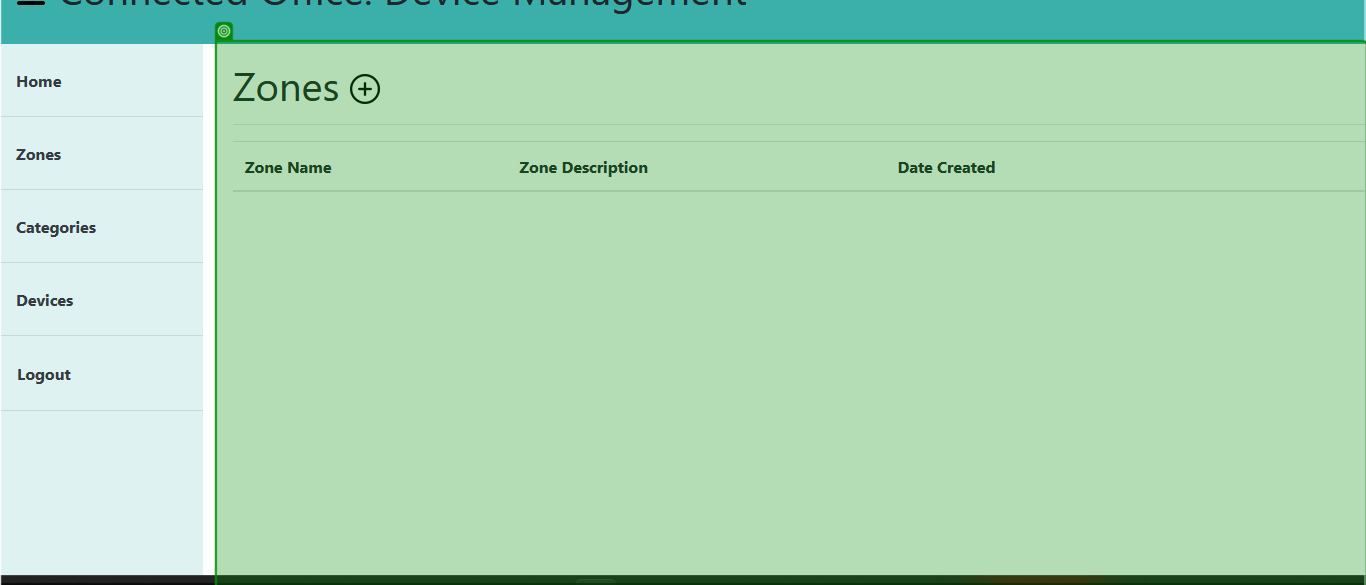 Connected Office: Device Management
Home
Zones
Categories
Devices
Logout
Zones
Zone Name Zone Description Date Created